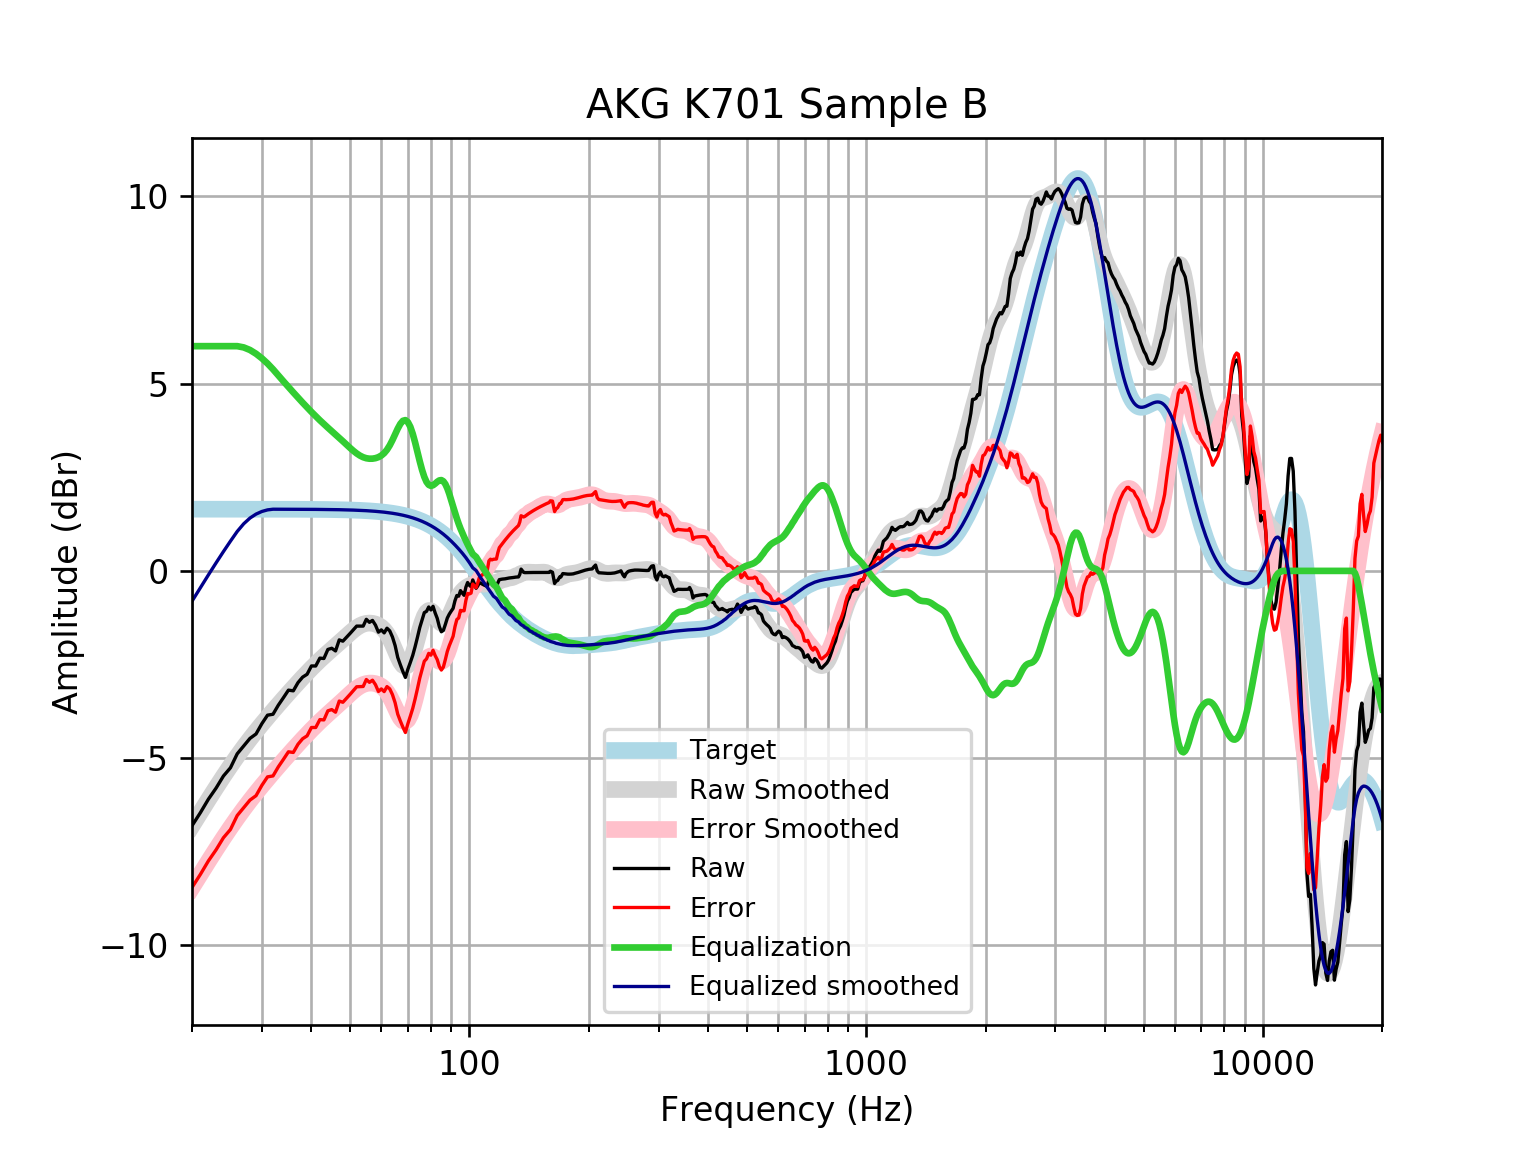 AKG K701 Sample B
10
5
0
−5
−10
Amplitude (dBr)
Target
Raw Smoothed
Error Smoothed
Raw
Error
Equalization
Equalized smoothed
100
1000
10000
Frequency (Hz)